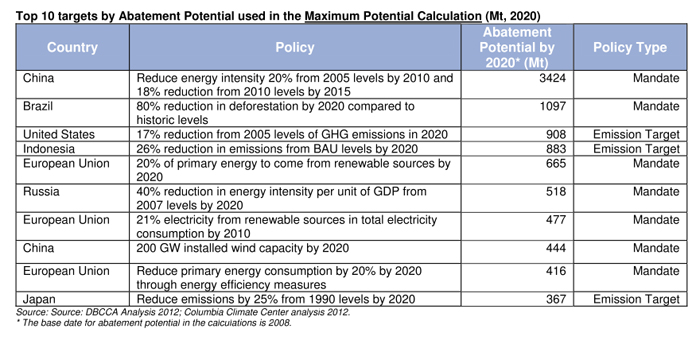 Top 10 targets by Abatement Potential used in the Maximum Potential Calculation (Mt, 2020)
Country Policy Abatement Potential by 2020* (Mt) Policy Type
China Reduce energy intensity 20% from 2005 levels by 2010 and 3424 Mandate
18% reduction from 2010 levels by 2015
Brazil 80% reduction in deforestation by 2020 compared to 1097 Mandate
historic levels
United States 17% reduction from 2005 levels of GHG emissions in 2020 908 Emission Target
Indonesia 26% reduction in emissions from BAU levels by 2020 883 Emission Target
European Union 20% of primary energy to come from renewable sources by 665 Mandate
2020
Russia 40% reduction in energy intensity per unit of GDP from 518 Mandate
2007 levels by 2020
European Union 21% electricity from renewable sources in total electricity 477 Mandate
consumption by 2010
China 200 GW installed wind capacity by 2020 444 Mandate
European Union Reduce primary energy consumption by 20% by 2020 416 Mandate
through energy efficiency measures
Japan Reduce emissions by 25% from 1990 levels by 2020 367 Emission Target
Source: Source: DBCCA Analysis 2012; Columbia Climate Center analysis 2012.
* The base date for abatement potential in the calculations is 2008.